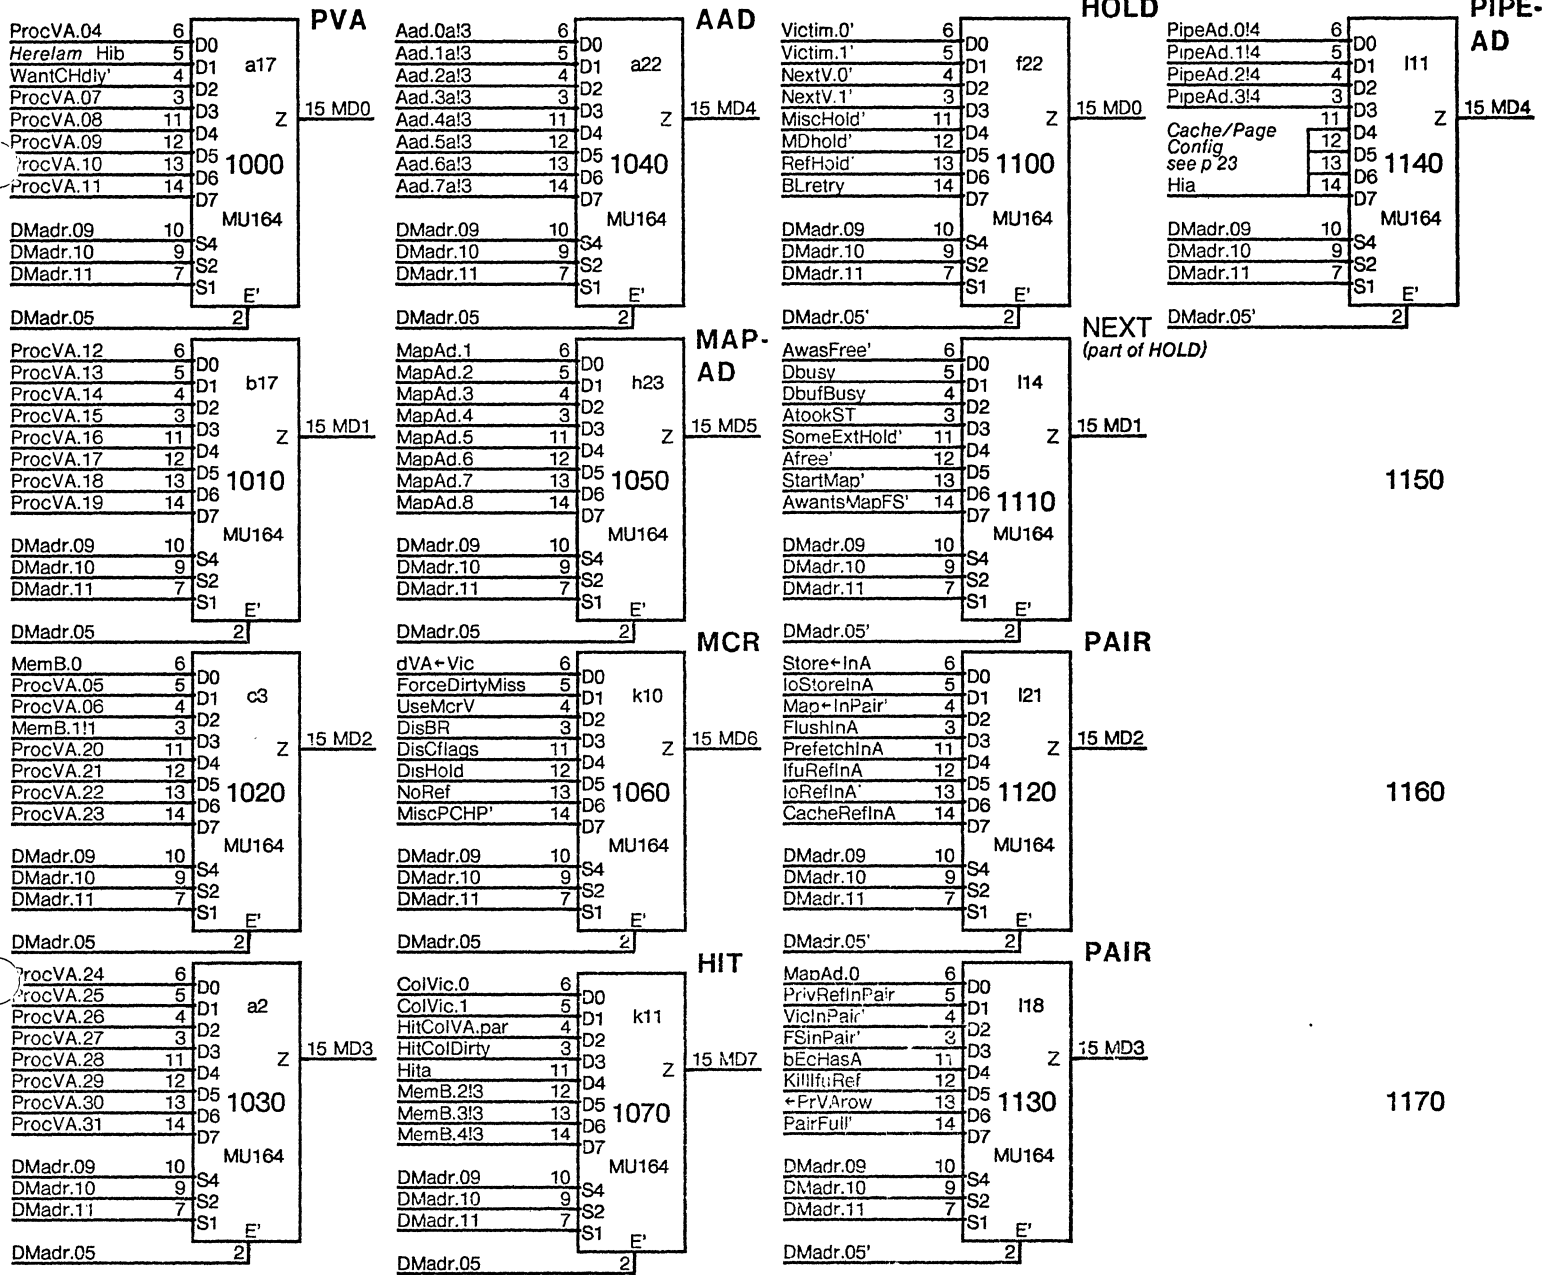 PVA
ProcVA.04 6 D0
HereIam Hib 5 D1
WantCHdly' 4 D2
ProcVA.07 3 D3
ProcVA.08 11 D4
ProcVA.09 12 D5
ProcVA.10 13 D6
ProcVA.11 14 D7
a17
Z 15 MD0
1000
MU164
DMadr.09 10 S4
DMadr.10 9 S2
DMadr.11 7 S1
E'
DMadr.05 2
AAD
Aad.0a!3 6 D0
Aad.1a!3 5 D1
Aad.2a!3 4 D2
Aad.3a!3 3 D3
Aad.4a!3 11 D4
Aad.5a!3 12 D5
Aad.6a!3 13 D6
Aad.7a!3 14 D7
a22
Z 15 MD4
1040
MU164
DMadr.09 10 S4
DMadr.10 9 S2
DMadr.11 7 S1
E'
DMadr.05 2
HOLD
Victim.0' 6 D0
Victim.1' 5 D1
NextV.0' 4 D2
NextV.1' 3 D3
MiscHold' 11 D4
MDhold' 12 D5
RefHold' 13 D6
BLretry 14 D7
f22
Z 15 MD0
1100
MU164
DMadr.09 10 S4
DMadr.10 9 S2
DMadr.11 7 S1
E'
DMadr.05' 2
PIPE-
AD
PipeAd.0!4 6 D0
PipeAd.1!4 5 D1
PipeAd.2!4 4 D2
PipeAd.3!4 3 D3
Cache/Page
Config
see p 23
Hia
11 D4
12 D5
13 D6
14 D7
l11
Z 15 MD4
1140
MU164
DMadr.09 10 S4
DMadr.10 9 S2
DMadr.11 7 S1
E'
DMadr.05' 2
ProcVA.12 6 D0
ProcVA.13 5 D1
ProcVA.14 4 D2
ProcVA.15 3 D3
ProcVA.16 11 D4
ProcVA.17 12 D5
ProcVA.18 13 D6
ProcVA.19 14 D7
b17
Z 15 MD1
1010
MU164
DMadr.09 10 S4
DMadr.10 9 S2
DMadr.11 7 S1
E'
DMadr.05 2
MAP-
AD
MapAd.1 6 D0
MapAd.2 5 D1
MapAd.3 4 D2
MapAd.4 3 D3
MapAd.5 11 D4
MapAd.6 12 D5
MapAd.7 13 D6
MapAd.8 14 D7
h23
Z 15 MD5
1050
MU164
DMadr.09 10 S4
DMadr.10 9 S2
DMadr.11 7 S1
E'
DMadr.05 2
NEXT
(part of HOLD)
AwasFree' 6 D0
Dbusy 5 D1
DbufBusy 4 D2
AtookST 3 D3
SomeExtHold' 11 D4
Afree' 12 D5
StartMap' 13 D6
AwantsMapFS' 14 D7
l14
Z 15 MD1
1110
MU164
DMadr.09 10 S4
DMadr.10 9 S2
DMadr.11 7 S1
E'
DMadr.05' 2
1150
MemB.0 6 D0
ProcVA.05 5 D1
ProcVA.06 4 D2
MemB.1!1 3 D3
ProcVA.20 11 D4
ProcVA.21 12 D5
ProcVA.22 13 D6
ProcVA.23 14 D7
c3
Z 15 MD2
1020
MU164
DMadr.09 10 S4
DMadr.10 9 S2
DMadr.11 7 S1
E'
DMadr.05 2
MCR
dVA←Vic 6 D0
ForceDirtyMiss 5 D1
UseMcrV 4 D2
DisBR 3 D3
DisCflags 11 D4
DisHold 12 D5
NoRef 13 D6
MiscPCHP' 14 D7
k10
Z 15 MD6
1060
MU164
DMadr.09 10 S4
DMadr.10 9 S2
DMadr.11 7 S1
E'
DMadr.05 2
PAIR
Store←InA 6 D0
IoStoreInA 5 D1
Map←InPair' 4 D2
FlushInA 3 D3
PrefetchInA 11 D4
IfuRefInA 12 D5
IoRefInA' 13 D6
CacheRefInA 14 D7
l21
Z 15 MD2
1120
MU164
DMadr.09 10 S4
DMadr.10 9 S2
DMadr.11 7 S1
E'
DMadr.05' 2
1160
ProcVA.24 6 D0
ProcVA.25 5 D1
ProcVA.26 4 D2
ProcVA.27 3 D3
ProcVA.28 11 D4
ProcVA.29 12 D5
ProcVA.30 13 D6
ProcVA.31 14 D7
a2
Z 15 MD3
1030
MU164
DMadr.09 10 S4
DMadr.10 9 S2
DMadr.11 7 S1
E'
DMadr.05 2
HIT
ColVic.0 6 D0
ColVic.1 5 D1
HitColVA.par 4 D2
HitColDirty 3 D3
Hita 11 D4
MemB.2!3 12 D5
MemB.3!3 13 D6
MemB.4!3 14 D7
k11
Z 15 MD7
1070
MU164
DMadr.09 10 S4
DMadr.10 9 S2
DMadr.11 7 S1
E'
DMadr.05 2
PAIR
MapAd.0 6 D0
PrivRefInPair 5 D1
VicInPair' 4 D2
FSinPair' 3 D3
bEcHasA 11 D4
KillIfuRef 12 D5
←PrVArow 13 D6
PairFull' 14 D7
l18
Z 15 MD3
1130
MU164
DMadr.09 10 S4
DMadr.10 9 S2
DMadr.11 7 S1
E'
DMadr.05' 2
1170